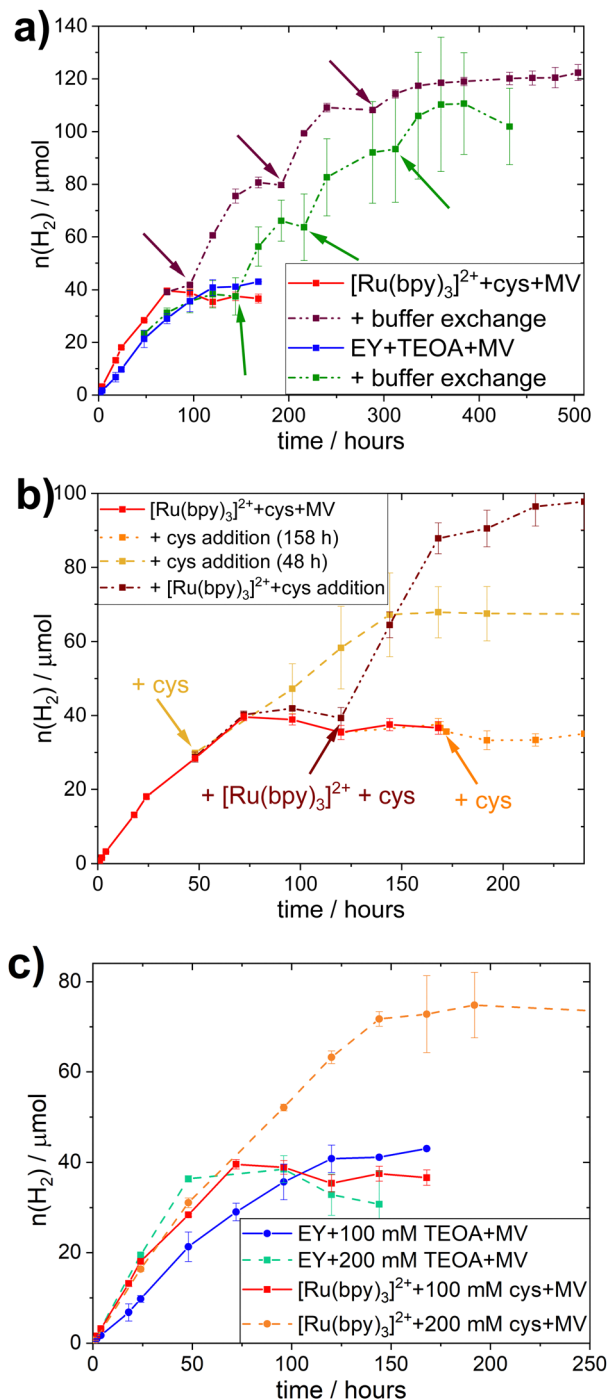 a)
140
120
100
80
60
40
20
0
n(H₂) / μmol
[Ru(bpy)₃]²⁺+cys+MV
+ buffer exchange
EY+TEOA+MV
+ buffer exchange
0 100 200 300 400 500
time / hours
b)
100
80
60
40
20
0
n(H₂) / μmol
[Ru(bpy)₃]²⁺+cys+MV
+ cys addition (158 h)
+ cys addition (48 h)
+ [Ru(bpy)₃]²⁺+cys addition
+ cys
+ [Ru(bpy)₃]²⁺ + cys
+ cys
0 50 100 150 200
time / hours
c)
80
60
40
20
0
n(H₂) / μmol
EY+100 mM TEOA+MV
EY+200 mM TEOA+MV
[Ru(bpy)₃]²⁺+100 mM cys+MV
[Ru(bpy)₃]²⁺+200 mM cys+MV
0 25 50 75 100 125 150 175 200 225 250
time / hours